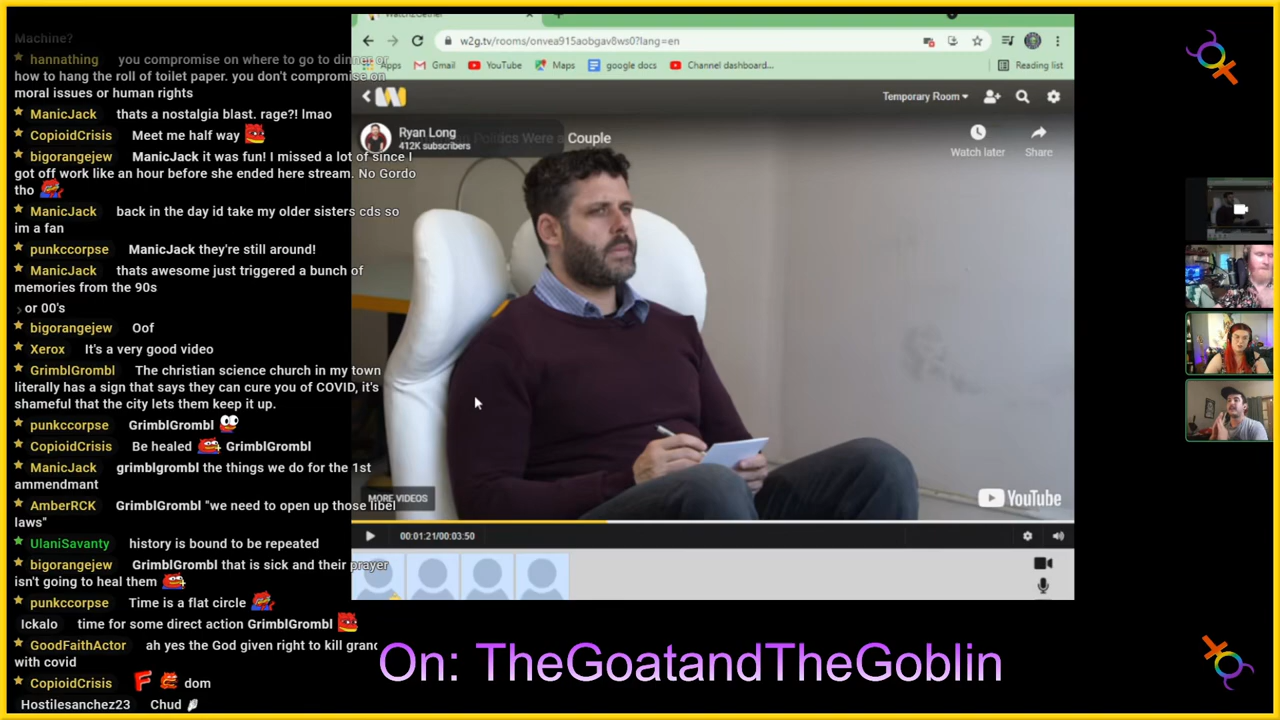 Machine?
hannathing you compromise on where to go to dinner or
how to hang the roll of toilet paper. you don't compromise on
moral issues or human rights
ManicJack thats a nostalgia blast. rage?! lmao
CopioidCrisis Meet me half way
bigorangejew ManicJack it was fun! I missed a lot of since I
got off work like an hour before she ended here stream. No Gordo
tho
ManicJack back in the day id take my older sisters cds so
im a fan
punkccorpse ManicJack they're still around!
ManicJack thats awesome just triggered a bunch of
memories from the 90s
or 00's
bigorangejew Oof
Xerox It's a very good video
GrimblGrombl The christian science church in my town
literally has a sign that says they can cure you of COVID, it's
shameful that the city lets them keep it up.
punkccorpse GrimblGrombl
CopioidCrisis Be healed GrimblGrombl
ManicJack grimblgrombl the things we do for the 1st
ammendmant
AmberRCK GrimblGrombl "we need to open up those libel
laws"
UlaniSavanty history is bound to be repeated
bigorangejew GrimblGrombl that is sick and their prayer
isn't going to heal them
punkccorpse Time is a flat circle
Ickalo time for some direct action GrimblGrombl
GoodFaithActor ah yes the God given right to kill granc
with covid
CopioidCrisis F dom
Hostilesanchez23 Chud
w2g.tv/rooms/onvea915aobgav8ws0?lang=en
Apps Gmail YouTube Maps google docs Channel dashboard... Reading list
Temporary Room
Ryan Long
412K subscribers
Politics Were a Couple
Watch later Share
MORE VIDEOS
YouTube
00:01:21/00:03:50
On: TheGoatandTheGoblin